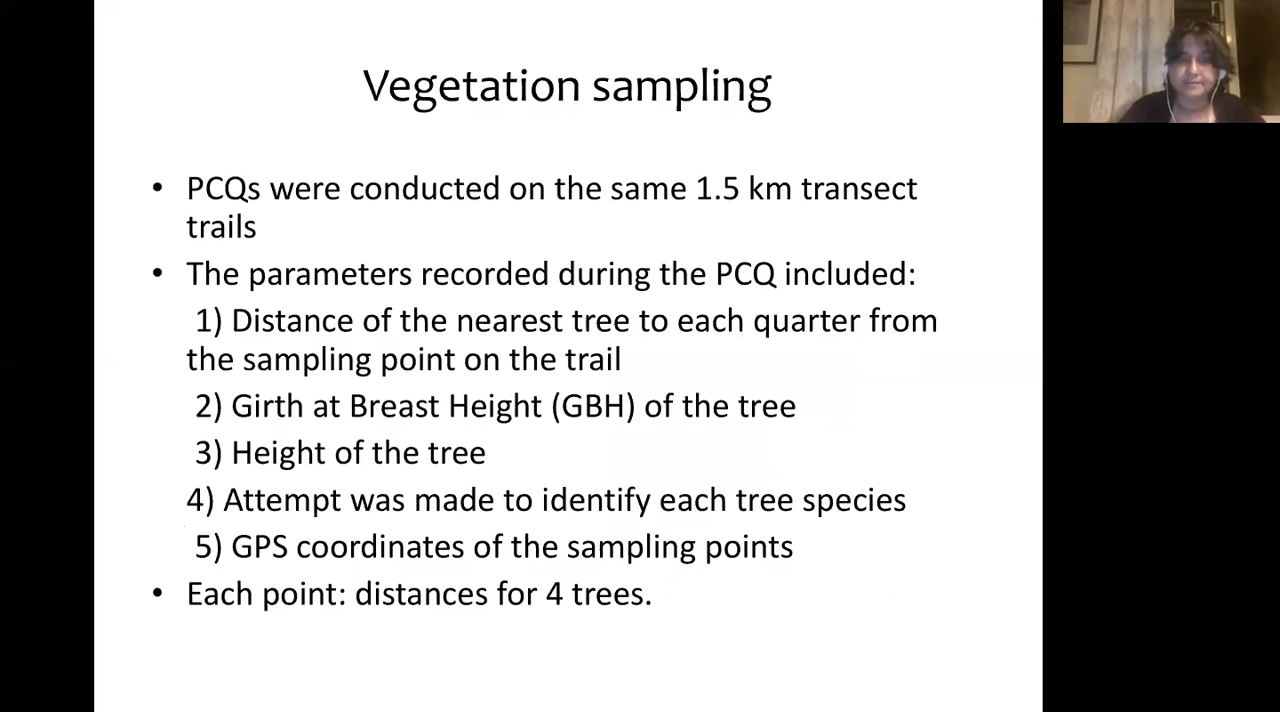 Vegetation sampling
• PCQs were conducted on the same 1.5 km transect
trails
• The parameters recorded during the PCQ included:
1) Distance of the nearest tree to each quarter from
the sampling point on the trail
2) Girth at Breast Height (GBH) of the tree
3) Height of the tree
4) Attempt was made to identify each tree species
5) GPS coordinates of the sampling points
• Each point: distances for 4 trees.